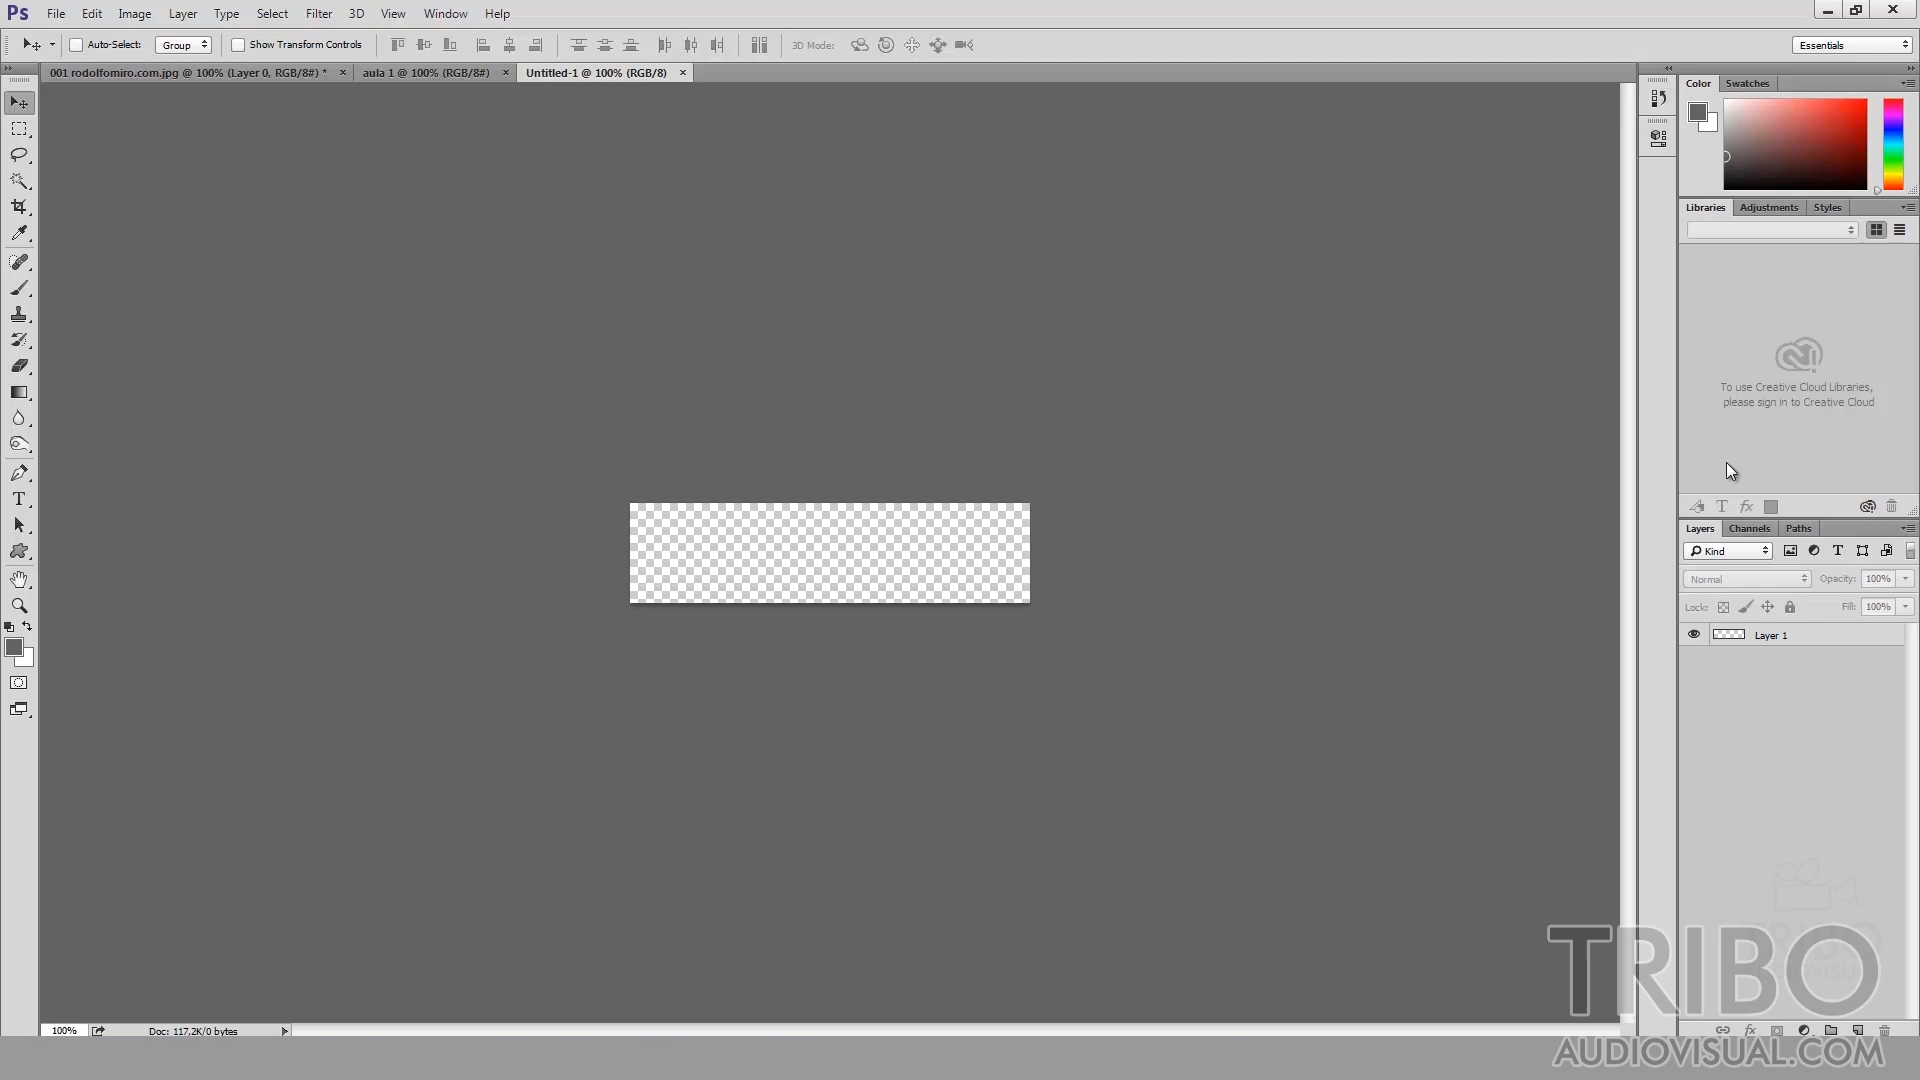 Ps File Edit Image Layer Type Select Filter 3D View Window Help
Auto-Select: Group Show Transform Controls 3D Mode: Essentials
001 rodolfomiro.com.jpg @ 100% (Layer 0, RGB/8#) * × aula 1 @ 100% (RGB/8#) × Untitled-1 @ 100% (RGB/8) ×
Color Swatches
Libraries Adjustments Styles
To use Creative Cloud Libraries,
please sign in to Creative Cloud
T fx
Layers Channels Paths
Kind T
Normal Opacity: 100%
Lock: Fill: 100%
Layer 1
T
TRIBO
100% Doc: 117,2K/0 bytes fx
AUDIOVISUAL.COM